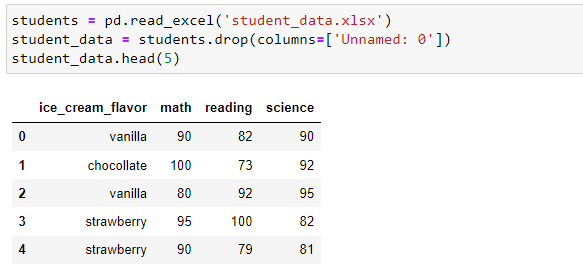 students = pd.read_excel('student_data.xlsx')
student_data = students.drop(columns=['Unnamed: 0'])
student_data.head(5)
ice_cream_flavor math reading science
0 vanilla 90 82 90
1 chocollate 100 73 92
2 vanilla 80 92 95
3 strawberry 95 100 82
4 strawberry 90 79 81